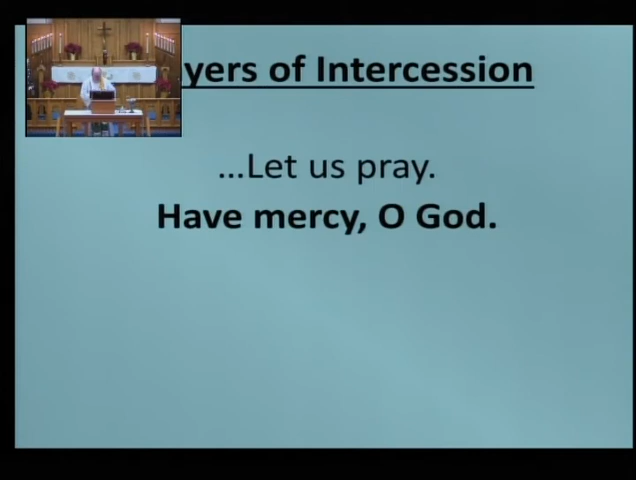 yers of Intercession
...Let us pray.
Have mercy, O God.